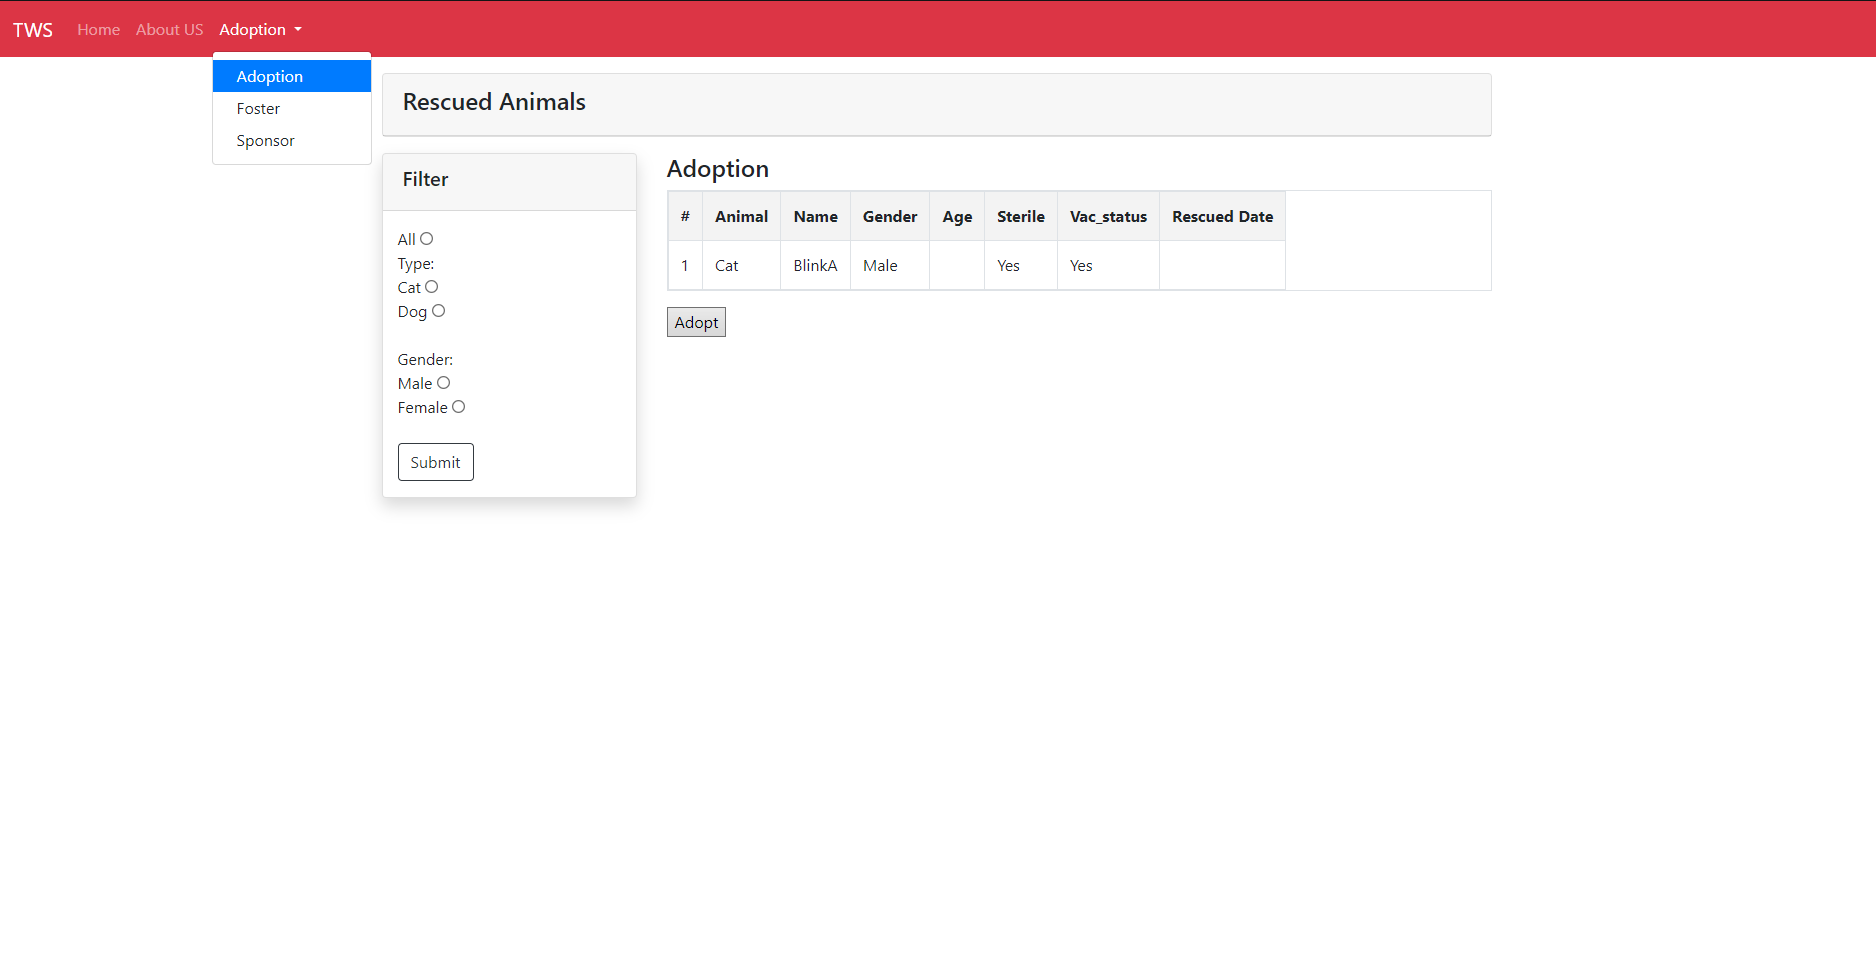 TWS Home About US Adoption
Adoption
Foster
Sponsor
Rescued Animals
Filter
All
Type:
Cat
Dog
Gender:
Male
Female
Submit
Adoption
# Animal Name Gender Age Sterile Vac_status Rescued Date
1 Cat BlinkA Male Yes Yes
Adopt